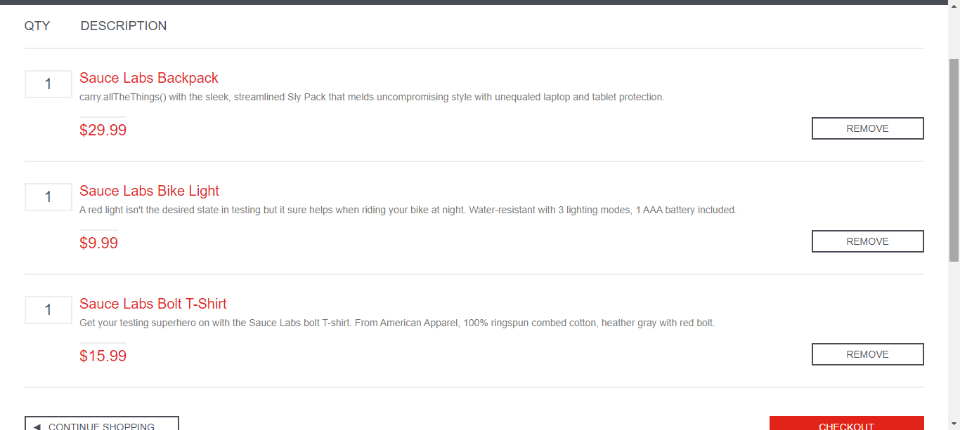 QTY DESCRIPTION
1 Sauce Labs Backpack
carry.allTheThings() with the sleek, streamlined Sly Pack that melds uncompromising style with unequaled laptop and tablet protection.
$29.99 REMOVE
1 Sauce Labs Bike Light
A red light isn't the desired state in testing but it sure helps when riding your bike at night. Water-resistant with 3 lighting modes, 1 AAA battery included.
$9.99 REMOVE
1 Sauce Labs Bolt T-Shirt
Get your testing superhero on with the Sauce Labs bolt T-shirt. From American Apparel, 100% ringspun combed cotton, heather gray with red bolt.
$15.99 REMOVE
CONTINUE SHOPPING CHECKOUT